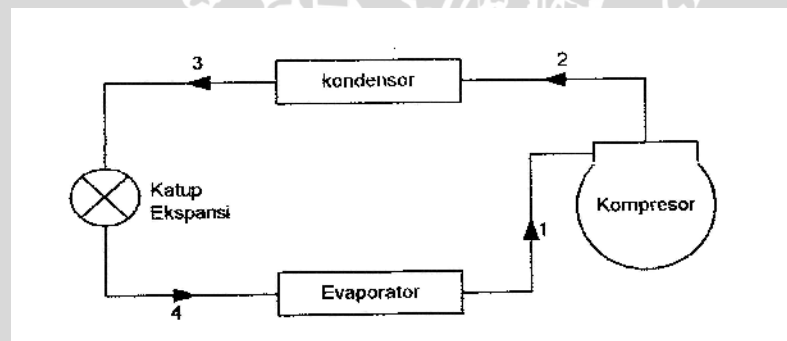 3
kondensor
2
Katup
Ekspansi
Kompresor
1
Evaporator
4